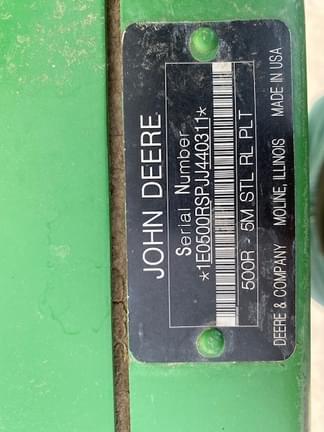 JOHN DEERE
Serial Number
*1E0500RSPJJ440311*
500R - 5M STL RL PLT
DEERE & COMPANY MOLINE, ILLINOIS MADE IN USA